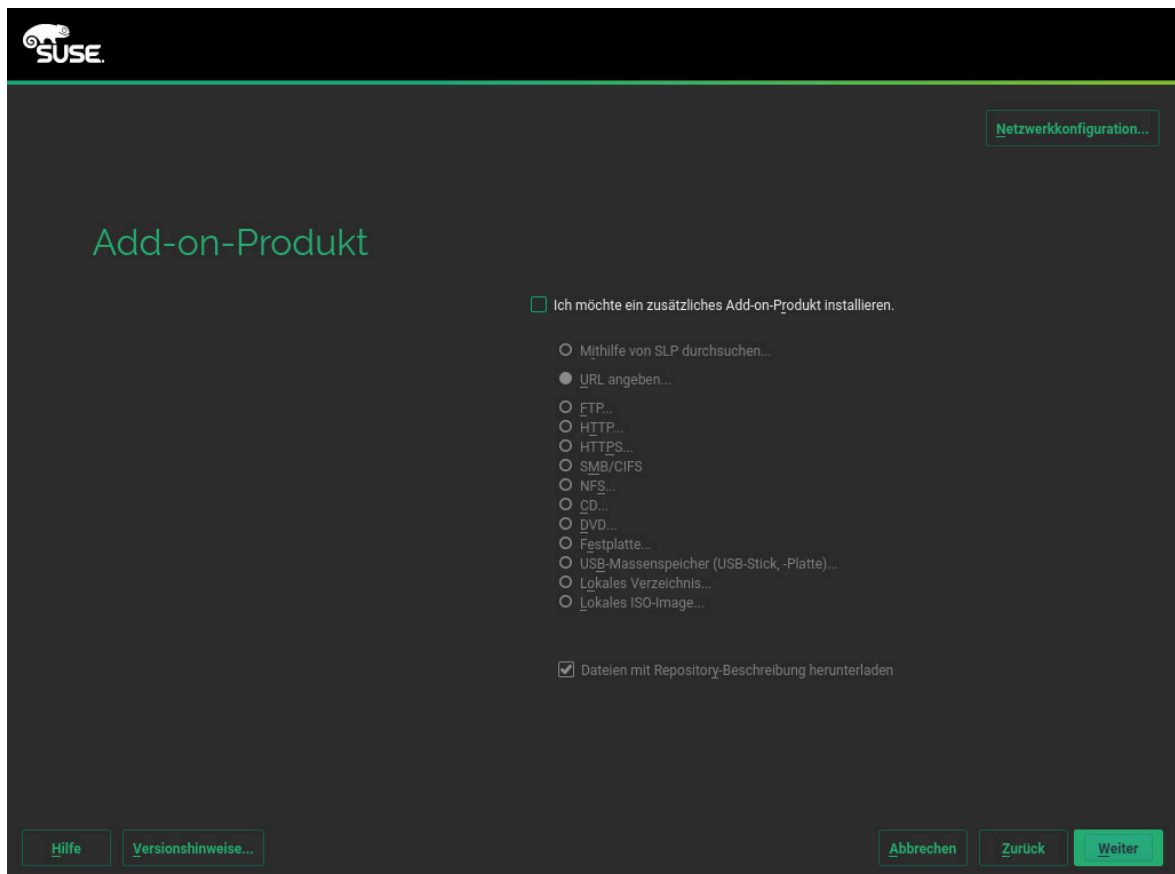 SUSE.
Netzwerkkonfiguration...
Add-on-Produkt
Ich möchte ein zusätzliches Add-on-Produkt installieren.
Mithilfe von SLP durchsuchen...
URL angeben...
FTP...
HTTP...
HTTPS...
SMB/CIFS
NFS...
CD...
DVD...
Festplatte...
USB-Massenspeicher (USB-Stick, -Platte)...
Lokales Verzeichnis...
Lokales ISO-Image...
Dateien mit Repository-Beschreibung herunterladen
Hilfe Versionshinweise... Abbrechen Zurück Weiter